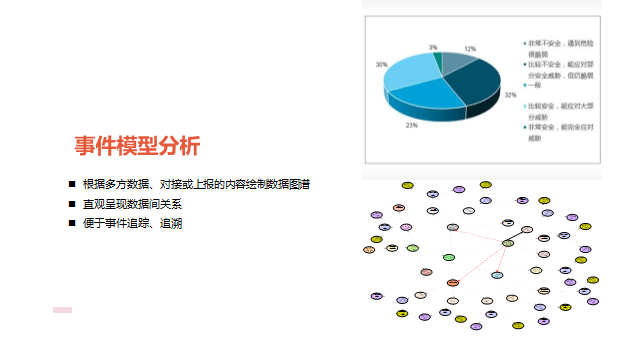 事件模型分析
■ 根据多方数据、对接或上报的内容绘制数据图谱
■ 直观呈现数据间关系
■ 便于事件追踪、追溯
3%
12%
30%
32%
23%
非常不安全，遇到危险
很脆弱
比较不安全，能应对部
分安全威胁，但仍脆弱
一般
比较安全，能应对大部
分威胁
非常安全，能完全应对
威胁